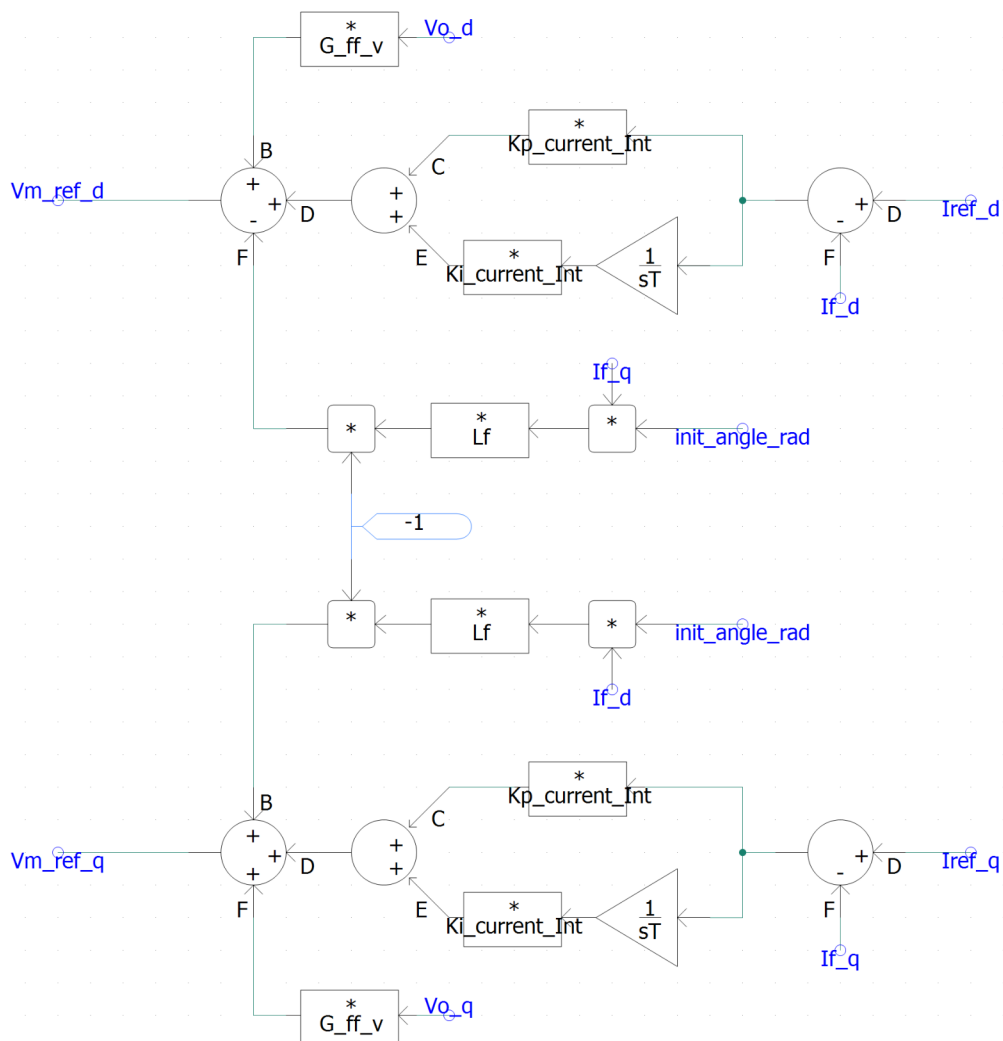 *
G_ff_v
Vo_d
B
*
Kp_current_Int
C
Vm_ref_d
+
+
-
D
+
+
+
-
D
Iref_d
F
E
*
Ki_current_Int
1
sT
F
If_d
If_q
*
*
Lf
*
init_angle_rad
-1
*
*
Lf
*
init_angle_rad
If_d
*
Kp_current_Int
B
C
Vm_ref_q
+
+
+
D
+
+
+
-
D
Iref_q
F
E
*
Ki_current_Int
1
sT
F
If_q
*
G_ff_v
Vo_q